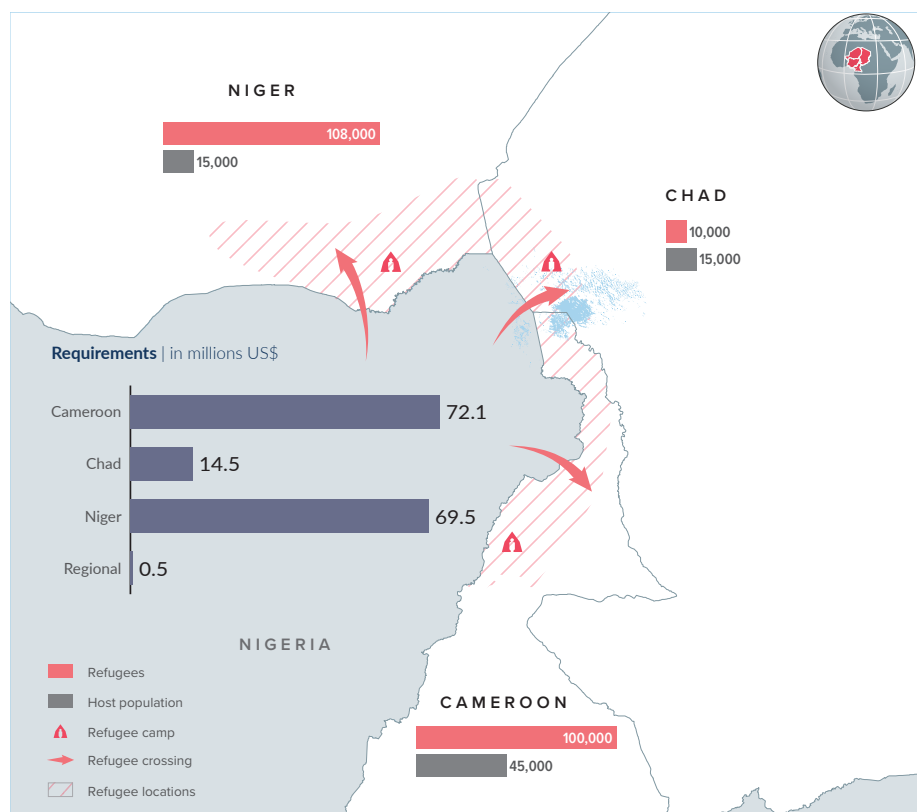 NIGER
108,000
15,000
CHAD
10,000
15,000
Requirements | in millions US$
Cameroon 72.1
Chad 14.5
Niger 69.5
Regional 0.5
NIGERIA
Refugees
Host population
Refugee camp
Refugee crossing
Refugee locations
CAMEROON
100,000
45,000